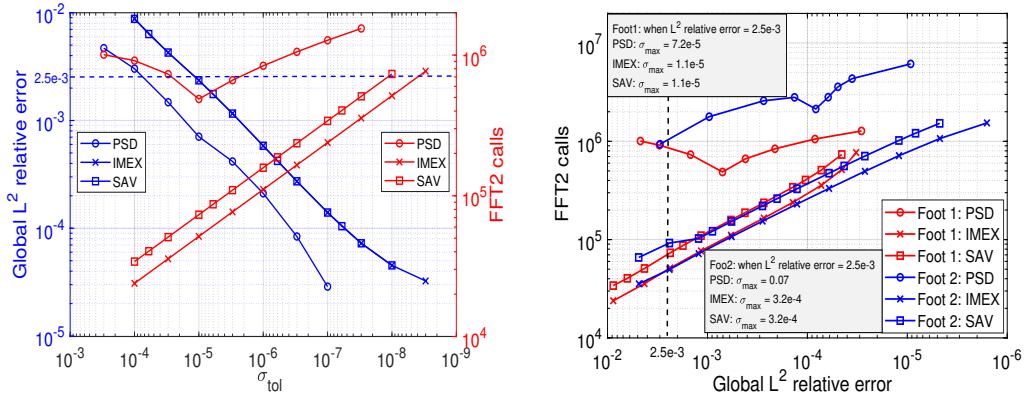 10^-2
10^-3
10^-4
10^-5
2.5e-3
Global L^2 relative error
PSD
IMEX
SAV
PSD
IMEX
SAV
10^6
10^5
10^4
FFT2 calls
10^-3
10^-4
10^-5
10^-6
10^-7
10^-8
10^-9
σ_tol
10^7
10^6
10^5
10^4
FFT2 calls
Foot1: when L^2 relative error = 2.5e-3
PSD: σ_max = 7.2e-5
IMEX: σ_max = 1.1e-5
SAV: σ_max = 1.1e-5
Foo2: when L^2 relative error = 2.5e-3
PSD: σ_max = 0.07
IMEX: σ_max = 3.2e-4
SAV: σ_max = 3.2e-4
Foot 1: PSD
Foot 1: IMEX
Foot 1: SAV
Foot 2: PSD
Foot 2: IMEX
Foot 2: SAV
10^-2
2.5e-3
10^-3
10^-4
10^-5
10^-6
Global L^2 relative error